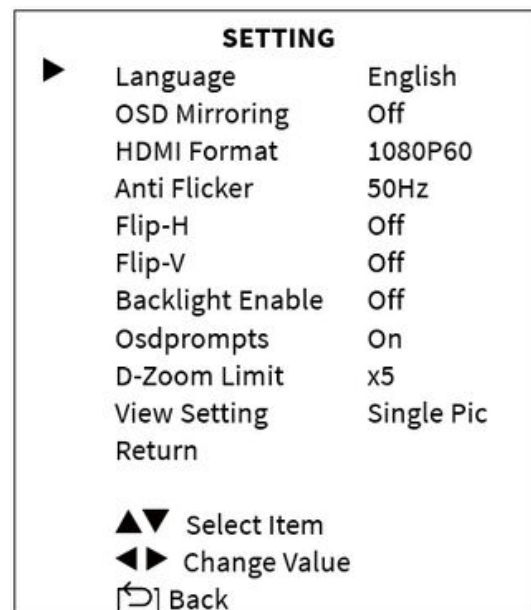 SETTING
▶ Language English
OSD Mirroring Off
HDMI Format 1080P60
Anti Flicker 50Hz
Flip-H Off
Flip-V Off
Backlight Enable Off
Osdprompts On
D-Zoom Limit x5
View Setting Single Pic
Return
▲▼ Select Item
◀▶ Change Value
[⮌] Back